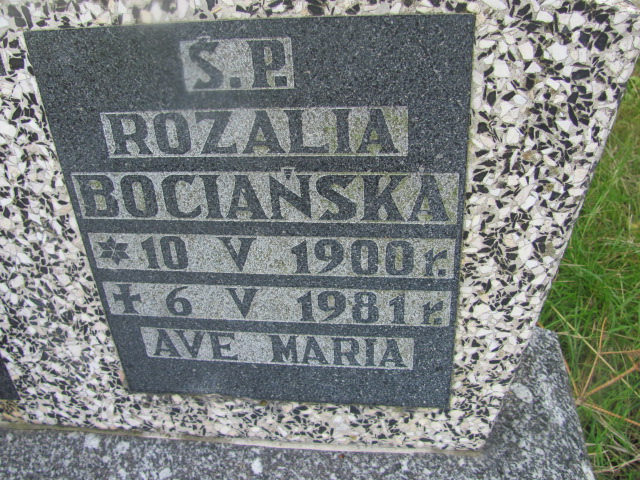 Ś.P.
ROZALIA
BOCIAŃSKA
* 10 V 1900 r.
✝ 6 V 1981 r.
AVE MARIA